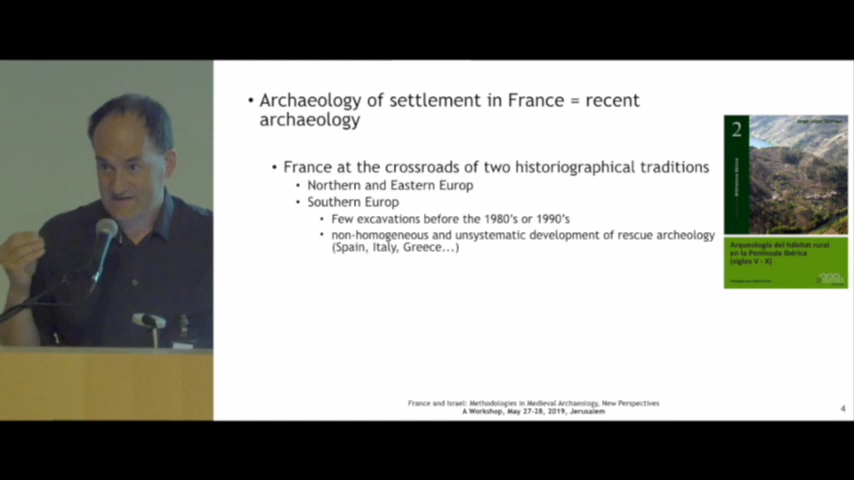 • Archaeology of settlement in France = recent
archaeology
• France at the crossroads of two historiographical traditions
• Northern and Eastern Europ
• Southern Europ
• Few excavations before the 1980's or 1990's
• non-homogeneous and unsystematic development of rescue archeology
(Spain, Italy, Greece...)
2
Arqueología del hábitat rural
en la Península Ibérica
(siglos V - X)
France and Israel: Methodologies in Medieval Archaeology, New Perspectives
A Workshop, May 27-28, 2019, Jerusalem
4